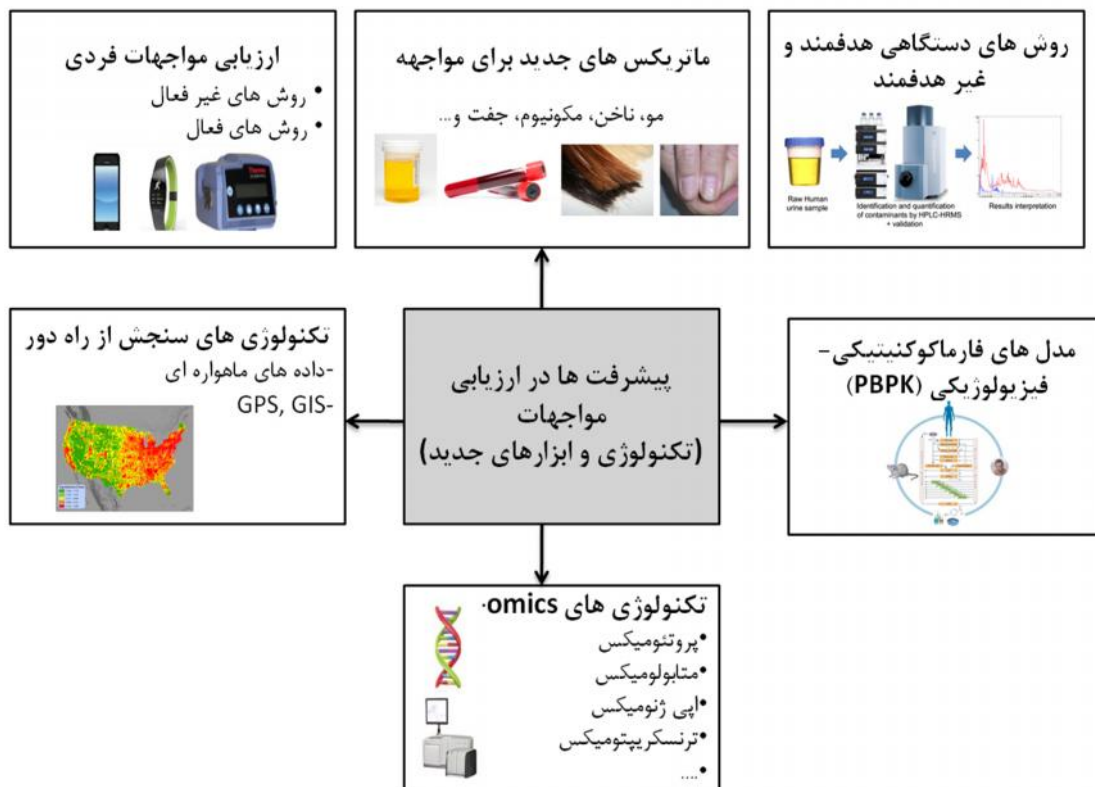 ارزیابی مواجهات فردی
• روش های غیر فعال
• روش های فعال
ماتریکس های جدید برای مواجهه
مو، ناخن، مکونیوم، جفت و...
روش های دستگاهی هدفمند و
غیر هدفمند
Raw Human
urine sample
Identification and quantification
of contaminants by HPLC-HRMS
+ validation
Results interpretation
تکنولوژی های سنجش از راه دور
-داده های ماهواره ای
GPS, GIS-
پیشرفت ها در ارزیابی
مواجهات
(تکنولوژی و ابزارهای جدید)
مدل های فارماکوکنیتیکی-
فیزیولوژیکی (PBPK)
تکنولوژی های omics·
•پروتئومیکس
•متابولومیکس
•اپی ژنومیکس
•ترنسکریپتومیکس
•....